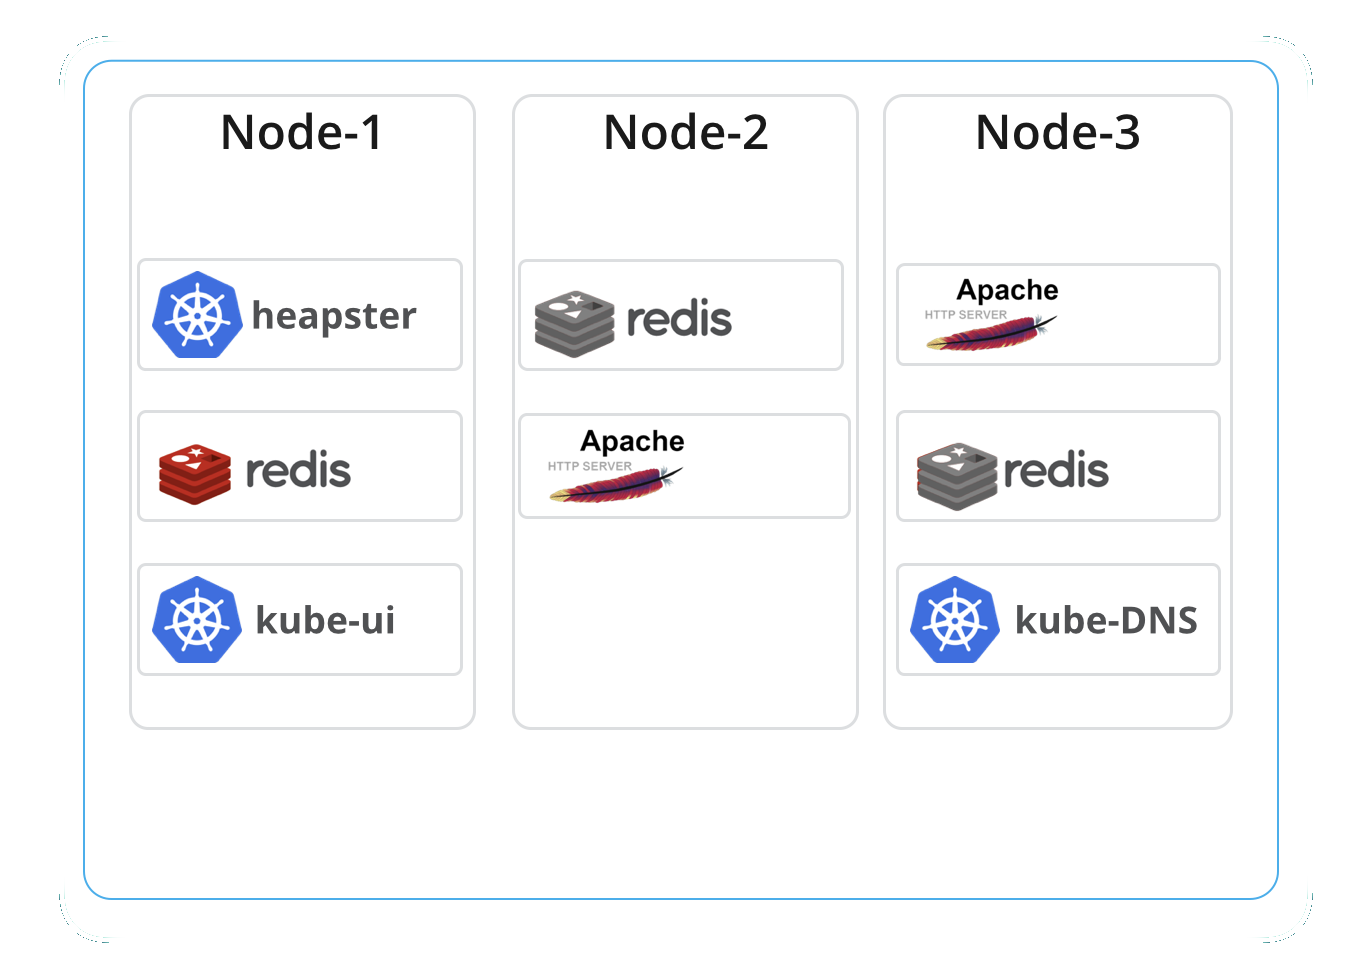 Node-1
heapster
redis
kube-ui
Node-2
redis
Apache
HTTP SERVER
Node-3
Apache
HTTP SERVER
redis
kube-DNS